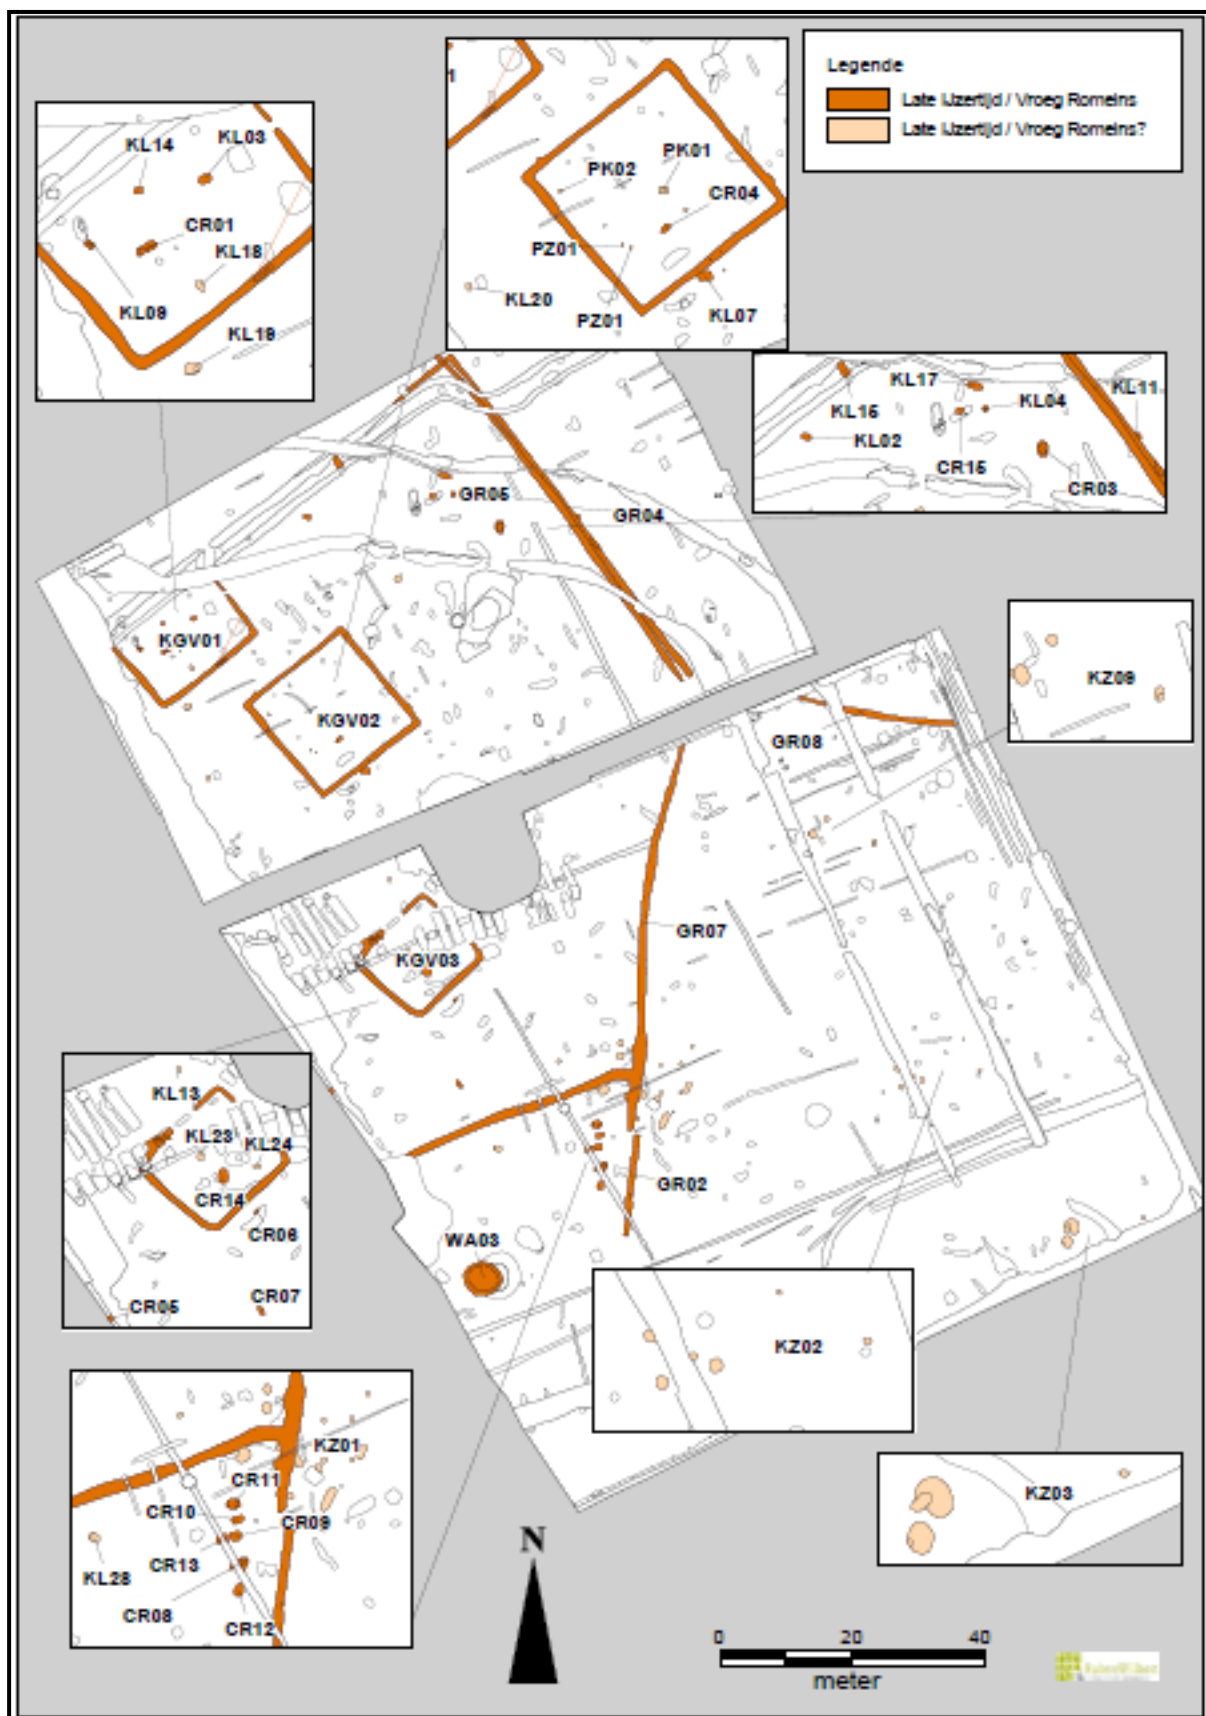 Legende
Late IJzertijd / Vroeg Romeins
Late IJzertijd / Vroeg Romeins?
KL14
KL03
CR01
KL18
KL09
KL19
1
PK02
PK01
CR04
PZ01
KL20
PZ01
KL07
KL17
KL11
KL15
KL04
KL02
CR15
CR03
GR05
GR04
KGV01
KGV02
KZ09
GR08
GR07
KGV03
KL13
KL23
KL24
CR14
CR06
CR05
CR07
GR02
WA03
KZ02
KZ01
CR11
CR10
CR09
CR13
KL28
CR08
CR12
KZ03
N
0 20 40
meter